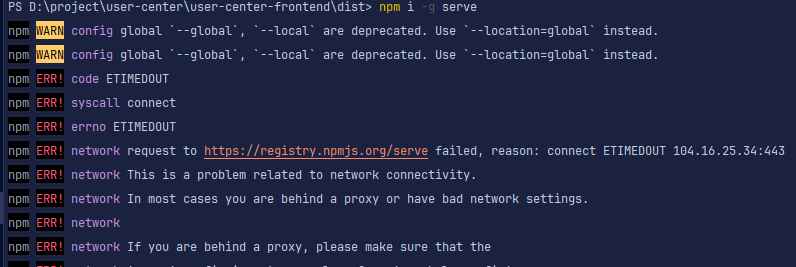 PS D:\project\user-center\user-center-frontend\dist> npm i -g serve
npm WARN config global `--global`, `--local` are deprecated. Use `--location=global` instead.
npm WARN config global `--global`, `--local` are deprecated. Use `--location=global` instead.
npm ERR! code ETIMEDOUT
npm ERR! syscall connect
npm ERR! errno ETIMEDOUT
npm ERR! network request to https://registry.npmjs.org/serve failed, reason: connect ETIMEDOUT 104.16.25.34:443
npm ERR! network This is a problem related to network connectivity.
npm ERR! network In most cases you are behind a proxy or have bad network settings.
npm ERR! network
npm ERR! network If you are behind a proxy, please make sure that the